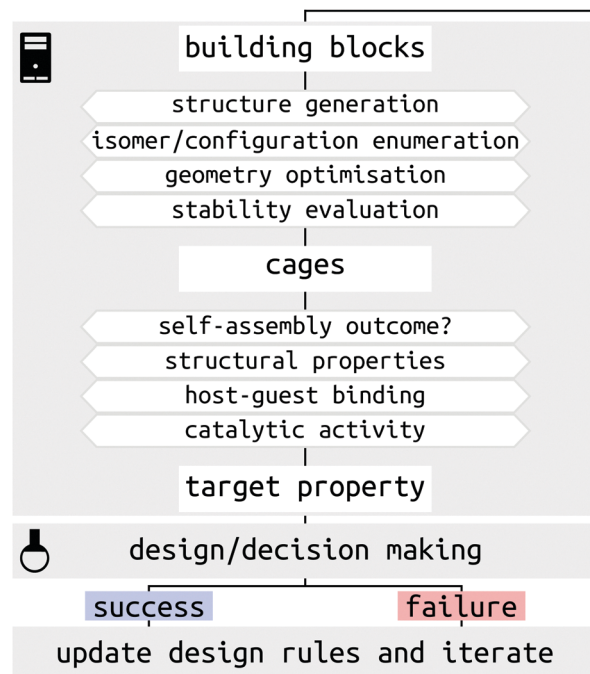 building blocks
structure generation
isomer/configuration enumeration
geometry optimisation
stability evaluation
cages
self-assembly outcome?
structural properties
host-guest binding
catalytic activity
target property
design/decision making
success failure
update design rules and iterate